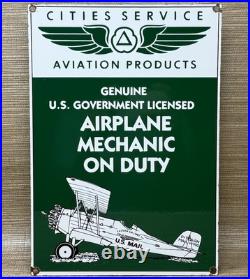 CITIES SERVICE
AVIATION PRODUCTS
GENUINE
U.S. GOVERNMENT LICENSED
AIRPLANE
MECHANIC
ON DUTY
U.S. MAIL